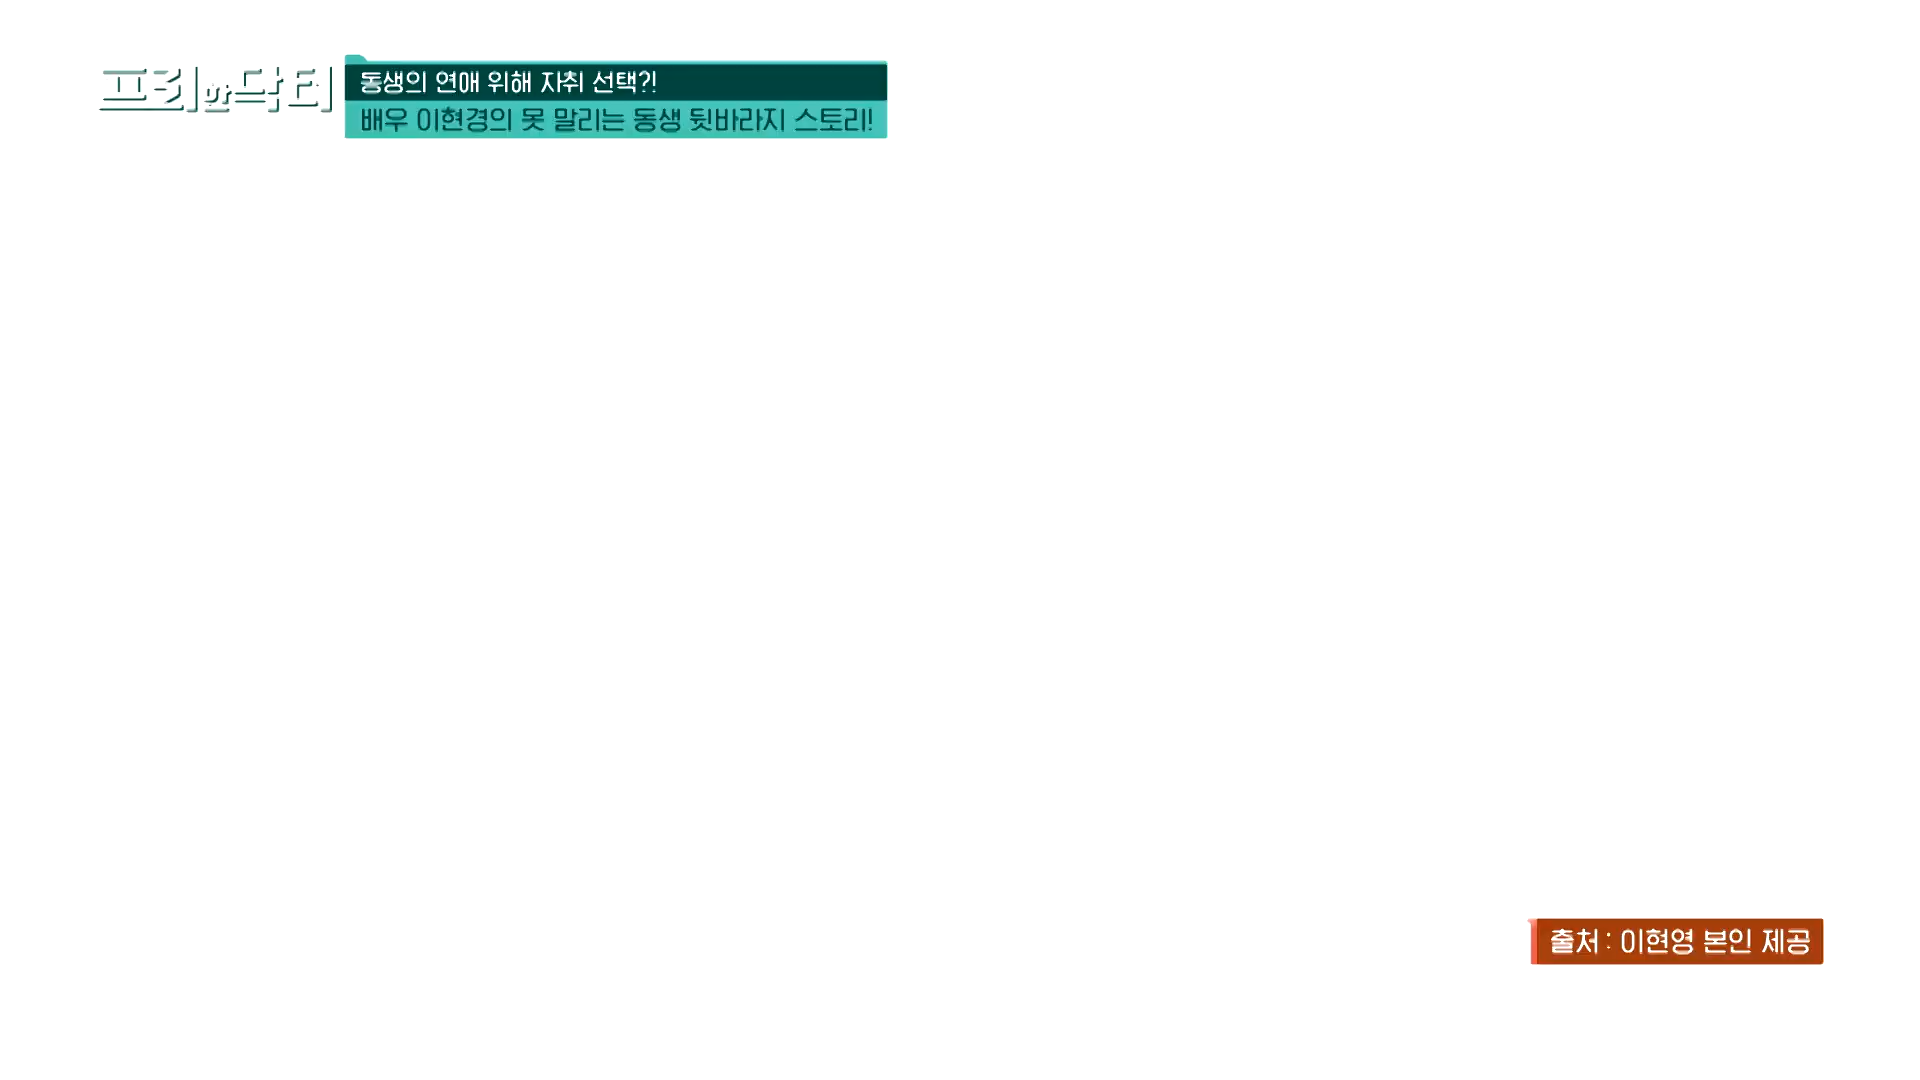 프리한닥터
동생의 연애 위해 자취 선택?!
배우 이현경의 못 말리는 동생 뒷바라지 스토리!
출처 : 이현영 본인 제공